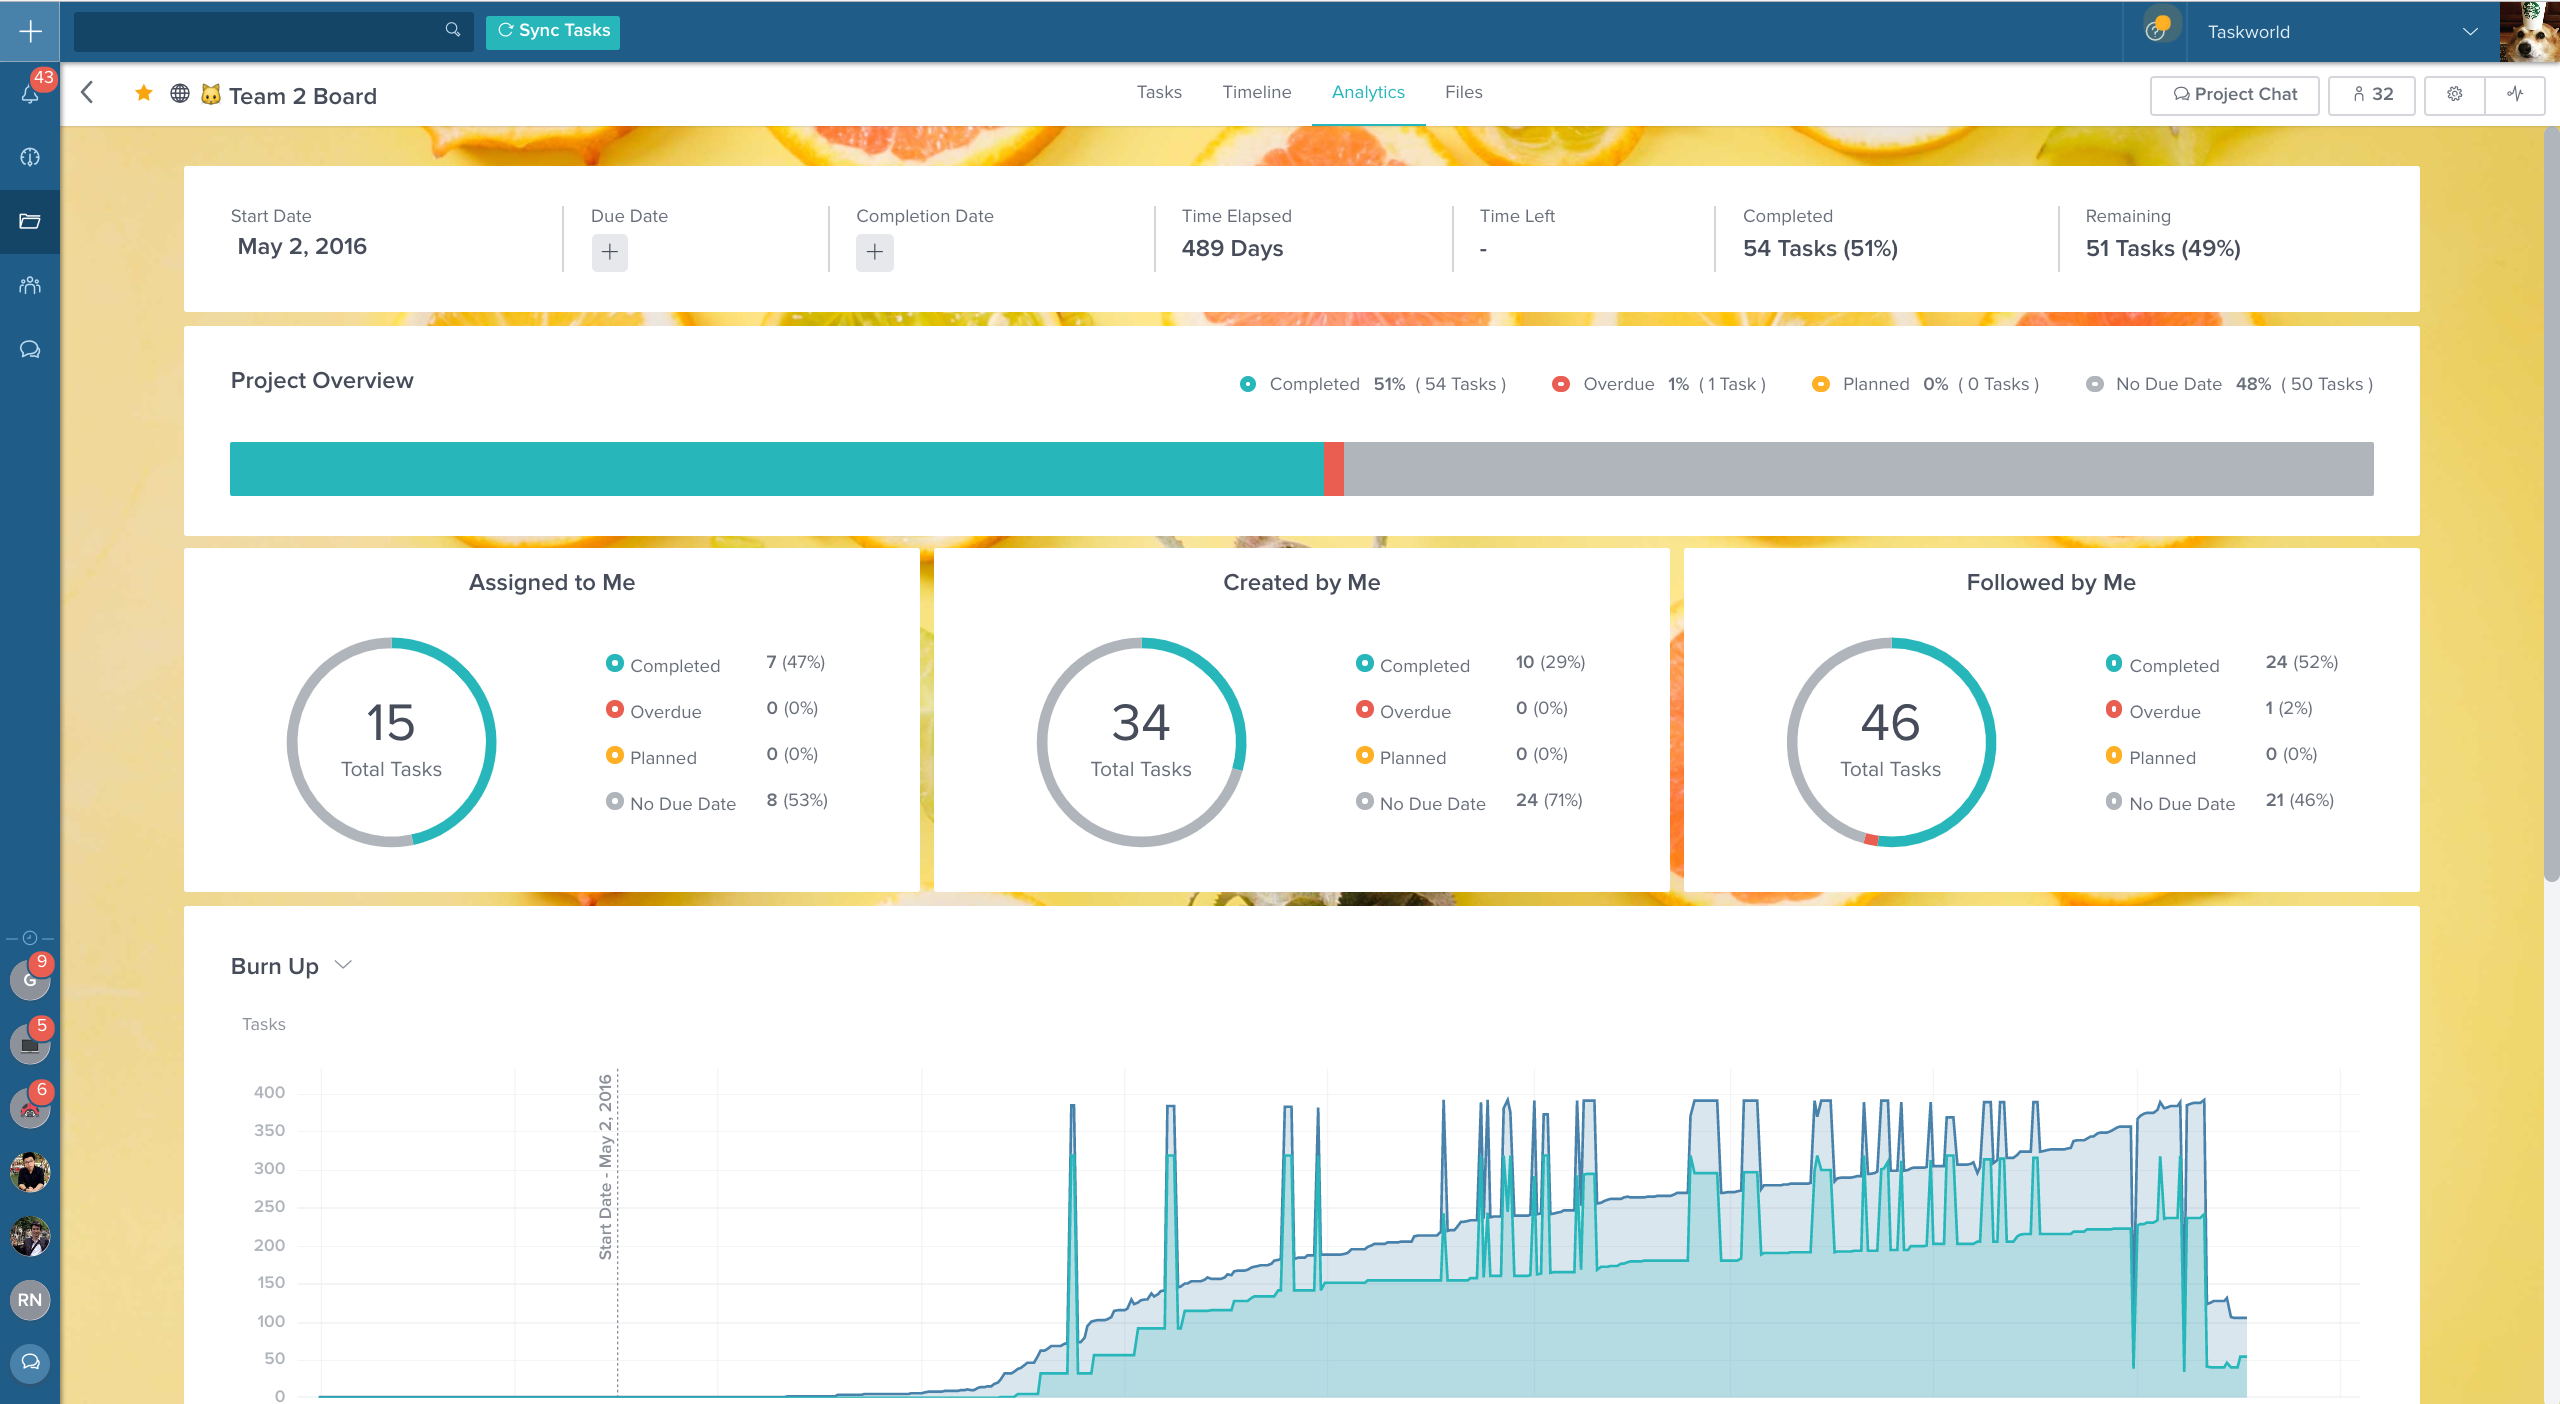 Sync Tasks
Taskworld
43
Team 2 Board
Tasks
Timeline
Analytics
Files
Project Chat
32
Start Date
May 2, 2016
Due Date
Completion Date
Time Elapsed
489 Days
Time Left
-
Completed
54 Tasks (51%)
Remaining
51 Tasks (49%)
Project Overview
Completed 51% ( 54 Tasks )
Overdue 1% ( 1 Task )
Planned 0% ( 0 Tasks )
No Due Date 48% ( 50 Tasks )
Assigned to Me
15
Total Tasks
Completed 7 (47%)
Overdue 0 (0%)
Planned 0 (0%)
No Due Date 8 (53%)
Created by Me
34
Total Tasks
Completed 10 (29%)
Overdue 0 (0%)
Planned 0 (0%)
No Due Date 24 (71%)
Followed by Me
46
Total Tasks
Completed 24 (52%)
Overdue 1 (2%)
Planned 0 (0%)
No Due Date 21 (46%)
9
G
5
6
RN
Burn Up
Tasks
400
350
300
250
200
150
100
50
0
Start Date - May 2, 2016